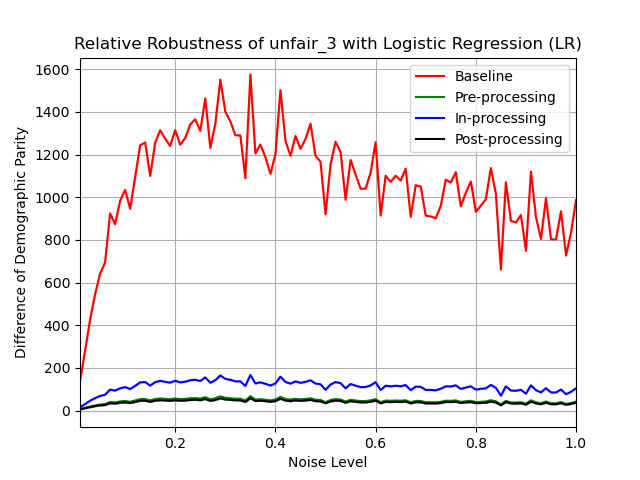 Relative Robustness of unfair_3 with Logistic Regression (LR)
Difference of Demographic Parity
1600
1400
1200
1000
800
600
400
200
0
Baseline
Pre-processing
In-processing
Post-processing
0.2
0.4
0.6
0.8
1.0
Noise Level